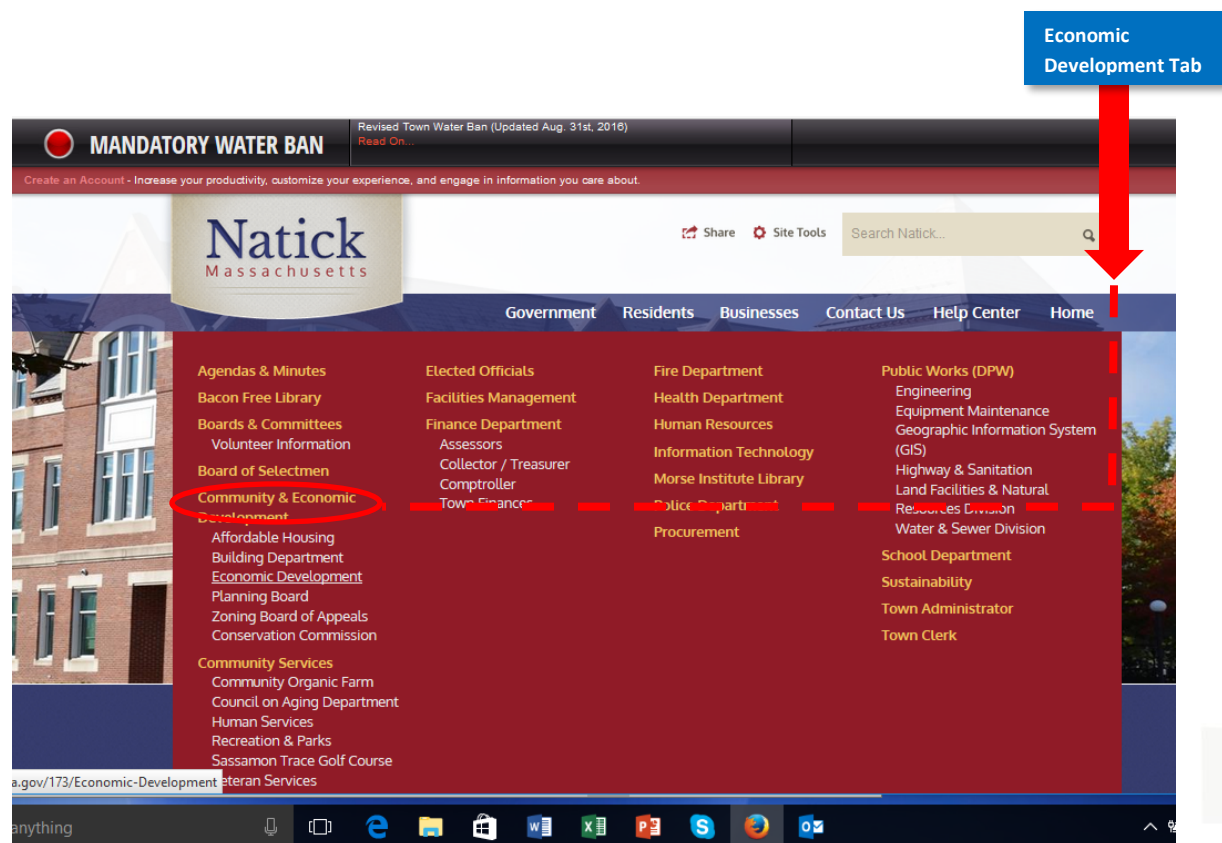 Economic
Development Tab
MANDATORY WATER BAN
Revised Town Water Ban (Updated Aug. 31st, 2016)
Read On...
Create an Account - Increase your productivity, customize your experience, and engage in information you care about.
Natick
Massachusetts
Share
Site Tools
Search Natick...
Government Residents Businesses Contact Us Help Center Home
Agendas & Minutes
Bacon Free Library
Boards & Committees
Volunteer Information
Board of Selectmen
Community & Economic
Development
Affordable Housing
Building Department
Economic Development
Planning Board
Zoning Board of Appeals
Conservation Commission
Community Services
Community Organic Farm
Council on Aging Department
Human Services
Recreation & Parks
Sassamon Trace Golf Course
eteran Services
Elected Officials
Facilities Management
Finance Department
Assessors
Collector / Treasurer
Comptroller
Town Finances
Fire Department
Health Department
Human Resources
Information Technology
Morse Institute Library
Police Department
Procurement
Public Works (DPW)
Engineering
Equipment Maintenance
Geographic Information System
(GIS)
Highway & Sanitation
Land Facilities & Natural
Resources Division
Water & Sewer Division
School Department
Sustainability
Town Administrator
Town Clerk
a.gov/173/Economic-Development
anything